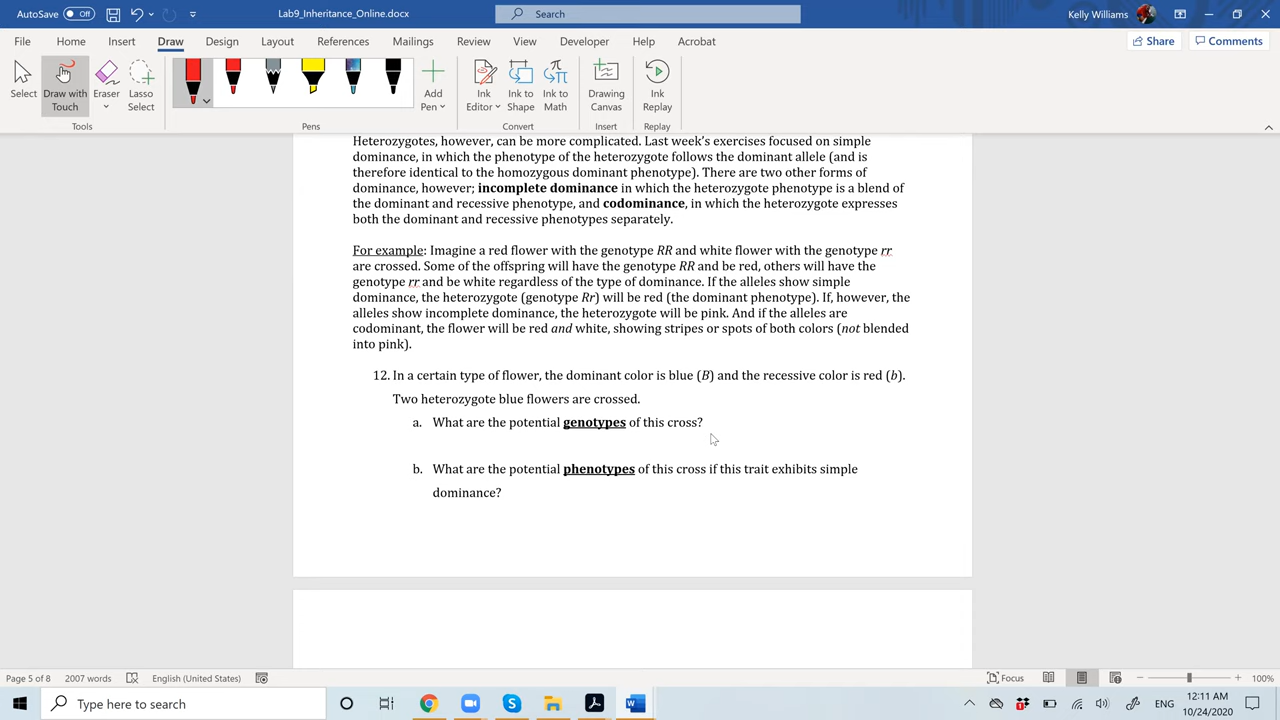 AutoSave Off Lab9_Inheritance_Online.docx Search Kelly Williams
File Home Insert Draw Design Layout References Mailings Review View Developer Help Acrobat Share Comments
Select Draw with Touch Eraser Lasso Select Add Pen Ink Editor Ink to Shape Ink to Math Drawing Canvas Ink Replay
Tools Pens Convert Insert Replay
Heterozygotes, however, can be more complicated. Last week's exercises focused on simple
dominance, in which the phenotype of the heterozygote follows the dominant allele (and is
therefore identical to the homozygous dominant phenotype). There are two other forms of
dominance, however; incomplete dominance in which the heterozygote phenotype is a blend of
the dominant and recessive phenotype, and codominance, in which the heterozygote expresses
both the dominant and recessive phenotypes separately.
For example: Imagine a red flower with the genotype RR and white flower with the genotype rr
are crossed. Some of the offspring will have the genotype RR and be red, others will have the
genotype rr and be white regardless of the type of dominance. If the alleles show simple
dominance, the heterozygote (genotype Rr) will be red (the dominant phenotype). If, however, the
alleles show incomplete dominance, the heterozygote will be pink. And if the alleles are
codominant, the flower will be red and white, showing stripes or spots of both colors (not blended
into pink).
12. In a certain type of flower, the dominant color is blue (B) and the recessive color is red (b).
Two heterozygote blue flowers are crossed.
a. What are the potential genotypes of this cross?
b. What are the potential phenotypes of this cross if this trait exhibits simple
dominance?
Page 5 of 8 2007 words English (United States) Focus 100%
Type here to search ENG 12:11 AM
10/24/2020